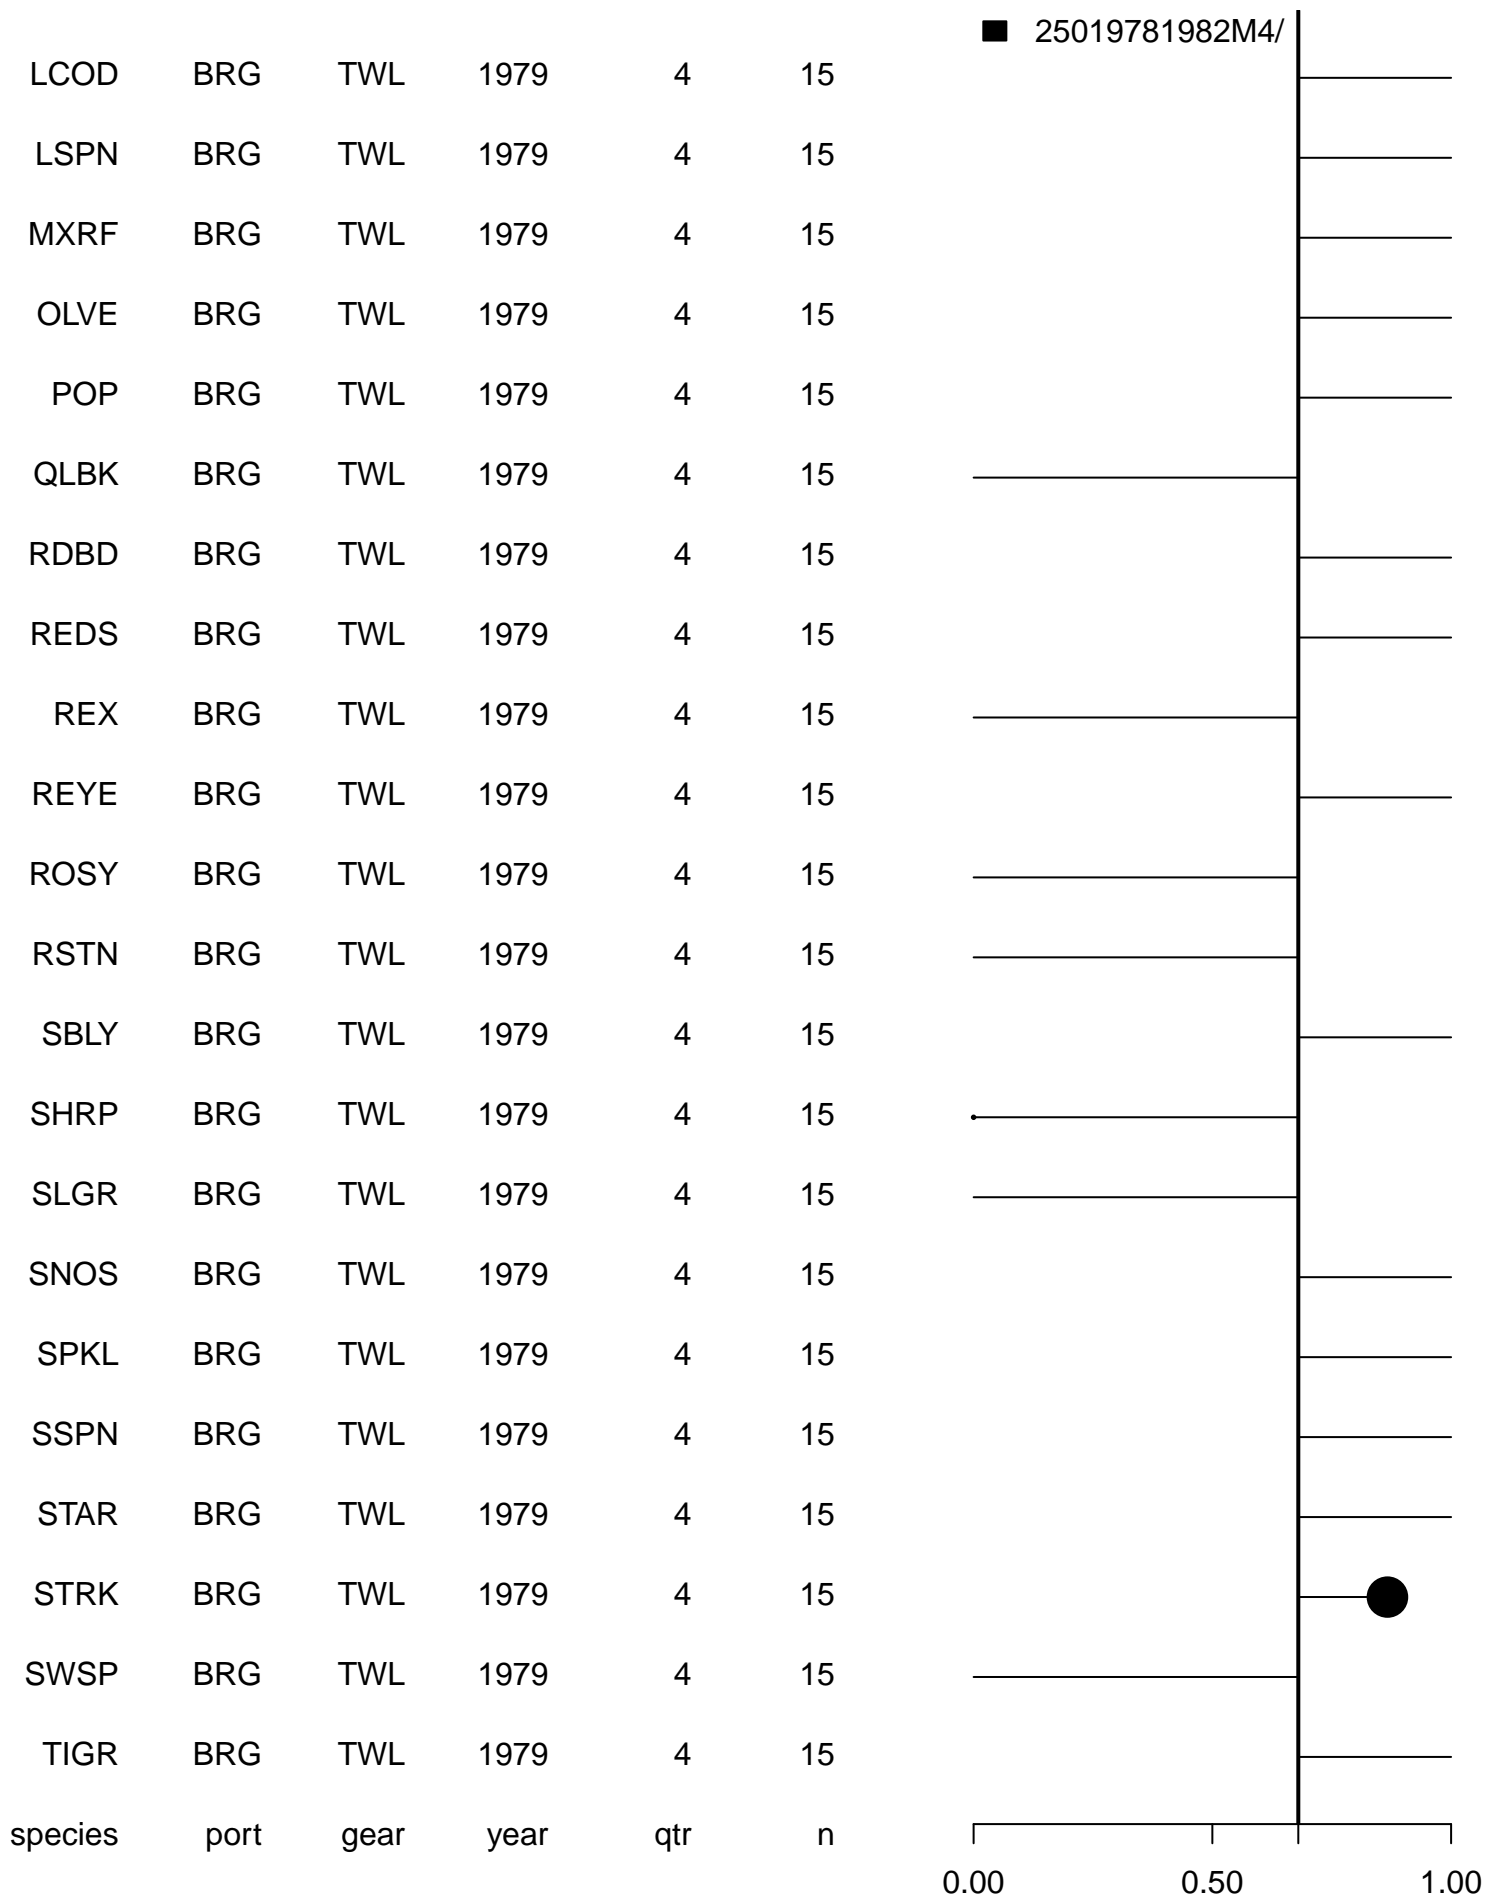 25019781982M4/
LCOD BRG TWL 1979 4 15
LSPN BRG TWL 1979 4 15
MXRF BRG TWL 1979 4 15
OLVE BRG TWL 1979 4 15
POP BRG TWL 1979 4 15
QLBK BRG TWL 1979 4 15
RDBD BRG TWL 1979 4 15
REDS BRG TWL 1979 4 15
REX BRG TWL 1979 4 15
REYE BRG TWL 1979 4 15
ROSY BRG TWL 1979 4 15
RSTN BRG TWL 1979 4 15
SBLY BRG TWL 1979 4 15
SHRP BRG TWL 1979 4 15
SLGR BRG TWL 1979 4 15
SNOS BRG TWL 1979 4 15
SPKL BRG TWL 1979 4 15
SSPN BRG TWL 1979 4 15
STAR BRG TWL 1979 4 15
STRK BRG TWL 1979 4 15
SWSP BRG TWL 1979 4 15
TIGR BRG TWL 1979 4 15
species port gear year qtr n
0.00 0.50 1.00